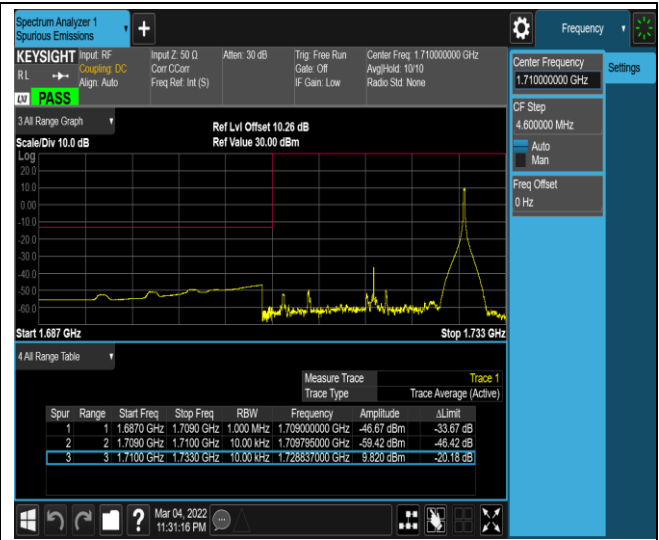 Spectrum Analyzer 1
Spurious Emissions
Frequency
KEYSIGHT Input: RF Input Z: 50 Ω Atten: 30 dB Trig: Free Run Center Freq: 1.710000000 GHz
R L Coupling: DC Corr CCorr Gate: Off Avg|Hold: 10/10
Align: Auto Freq Ref: Int (S) IF Gain: Low Radio Std: None
PASS
Center Frequency
1.710000000 GHz
Settings
CF Step
4.600000 MHz
Auto
Man
Freq Offset
0 Hz
3 All Range Graph
Ref Lvl Offset 10.26 dB
Scale/Div 10.0 dB Ref Value 30.00 dBm
Log
20.0
10.0
0.00
-10.0
-20.0
-30.0
-40.0
-50.0
-60.0
Start 1.687 GHz Stop 1.733 GHz
4 All Range Table
Measure Trace Trace 1
Trace Type Trace Average (Active)
Spur Range Start Freq Stop Freq RBW Frequency Amplitude ΔLimit
1 1 1.6870 GHz 1.7090 GHz 1.000 MHz 1.709000000 GHz -46.67 dBm -33.67 dB
2 2 1.7090 GHz 1.7100 GHz 10.00 kHz 1.709795000 GHz -59.42 dBm -46.42 dB
3 3 1.7100 GHz 1.7330 GHz 10.00 kHz 1.728837000 GHz 9.820 dBm -20.18 dB
Mar 04, 2022
11:31:16 PM